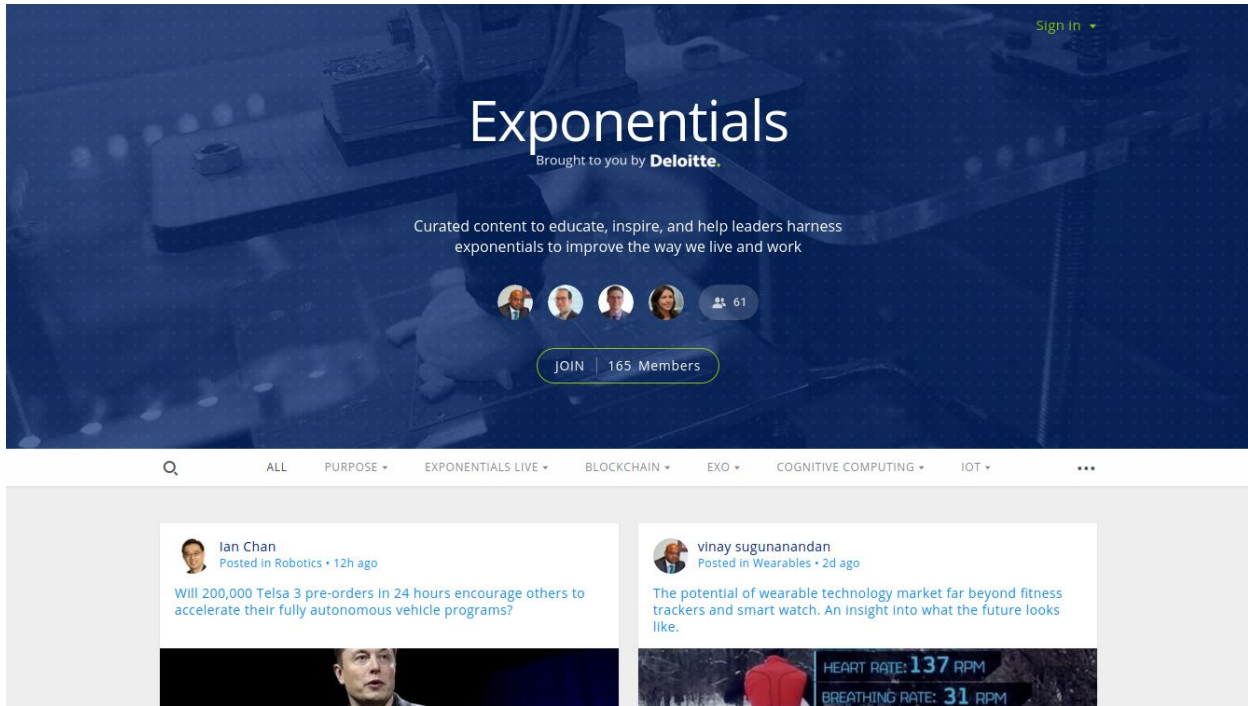 Sign in
Exponentials
Brought to you by Deloitte.
Curated content to educate, inspire, and help leaders harness
exponentials to improve the way we live and work
61
JOIN | 165 Members
ALL PURPOSE EXPONENTIALS LIVE BLOCKCHAIN EXO COGNITIVE COMPUTING IOT
Ian Chan
Posted in Robotics • 12h ago
Will 200,000 Telsa 3 pre-orders in 24 hours encourage others to
accelerate their fully autonomous vehicle programs?
vinay sugunanandan
Posted in Wearables • 2d ago
The potential of wearable technology market far beyond fitness
trackers and smart watch. An insight into what the future looks
like.
HEART RATE: 137 RPM
BREATHING RATE: 31 RPM